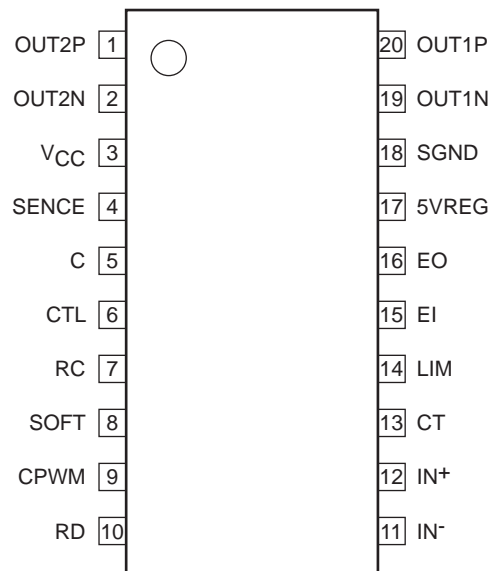 OUT2P 1 20 OUT1P
OUT2N 2 19 OUT1N
VCC 3 18 SGND
SENCE 4 17 5VREG
C 5 16 EO
CTL 6 15 EI
RC 7 14 LIM
SOFT 8 13 CT
CPWM 9 12 IN+
RD 10 11 IN-